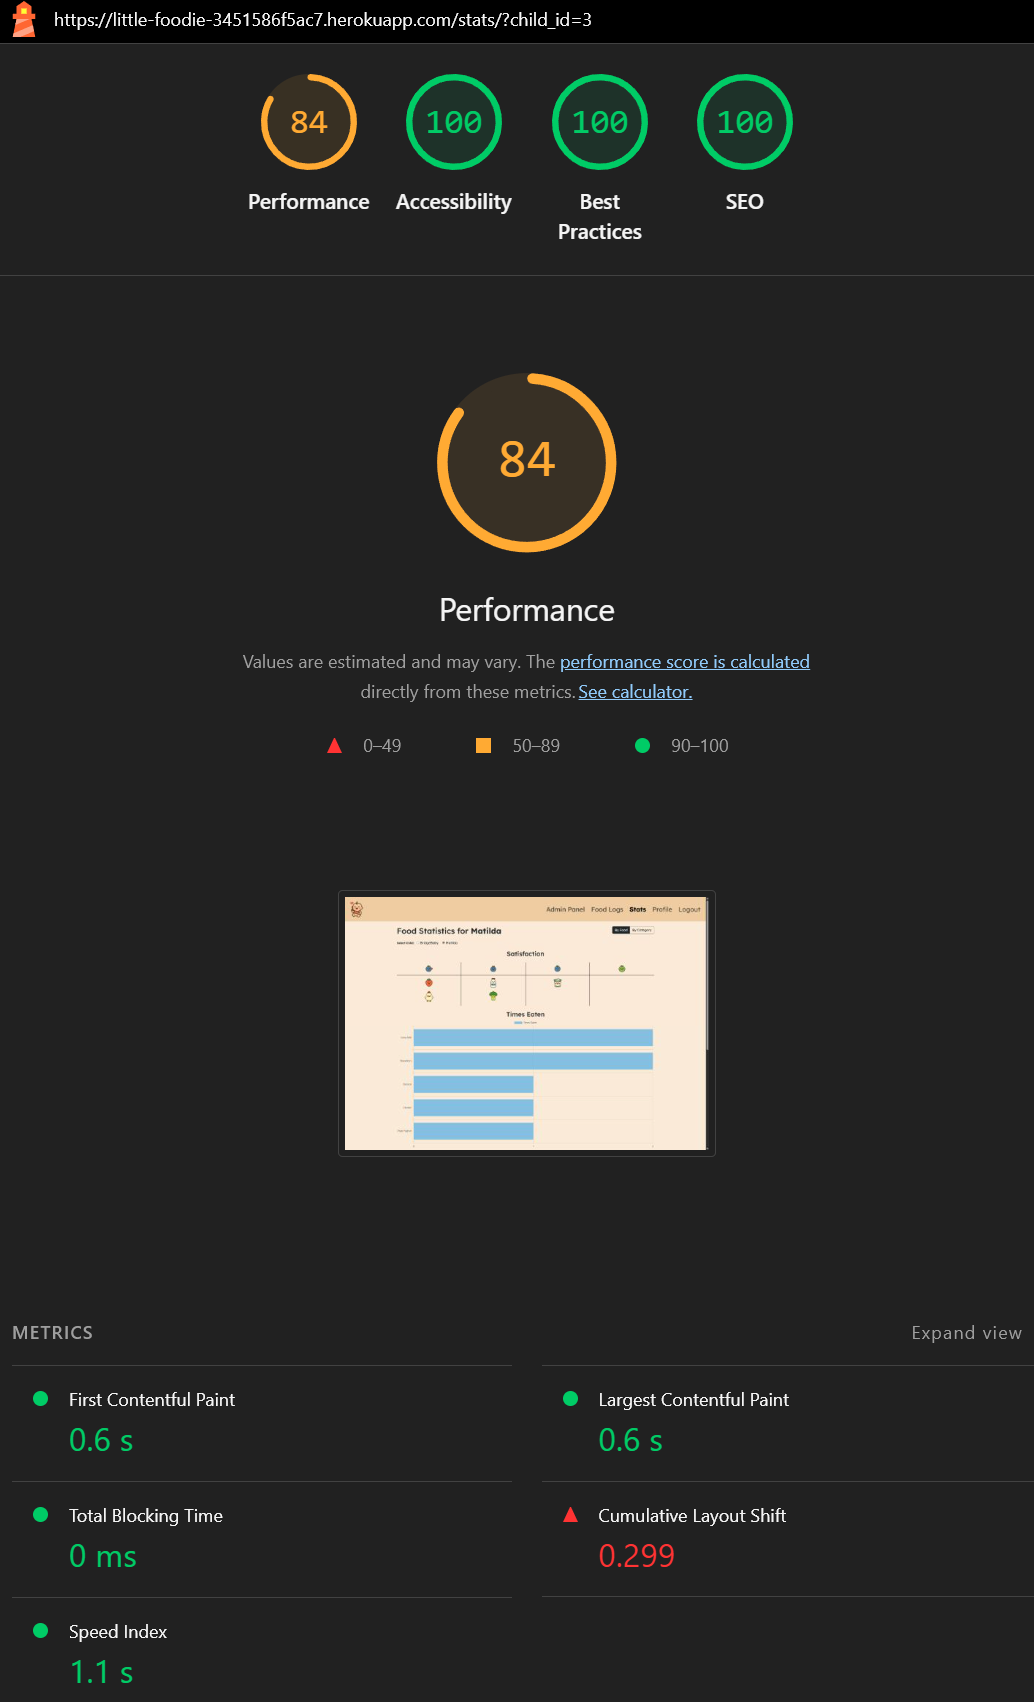 https://little-foodie-3451586f5ac7.herokuapp.com/stats/?child_id=3
84
100
100
100
Performance
Accessibility
Best
Practices
SEO
84
Performance
Values are estimated and may vary. The performance score is calculated
directly from these metrics. See calculator.
0–49
50–89
90–100
Admin Panel Food Logs Stats Profile Logout
Food Statistics for Matilda
Satisfaction
Times Eaten
METRICS
Expand view
First Contentful Paint
0.6 s
Largest Contentful Paint
0.6 s
Total Blocking Time
0 ms
Cumulative Layout Shift
0.299
Speed Index
1.1 s